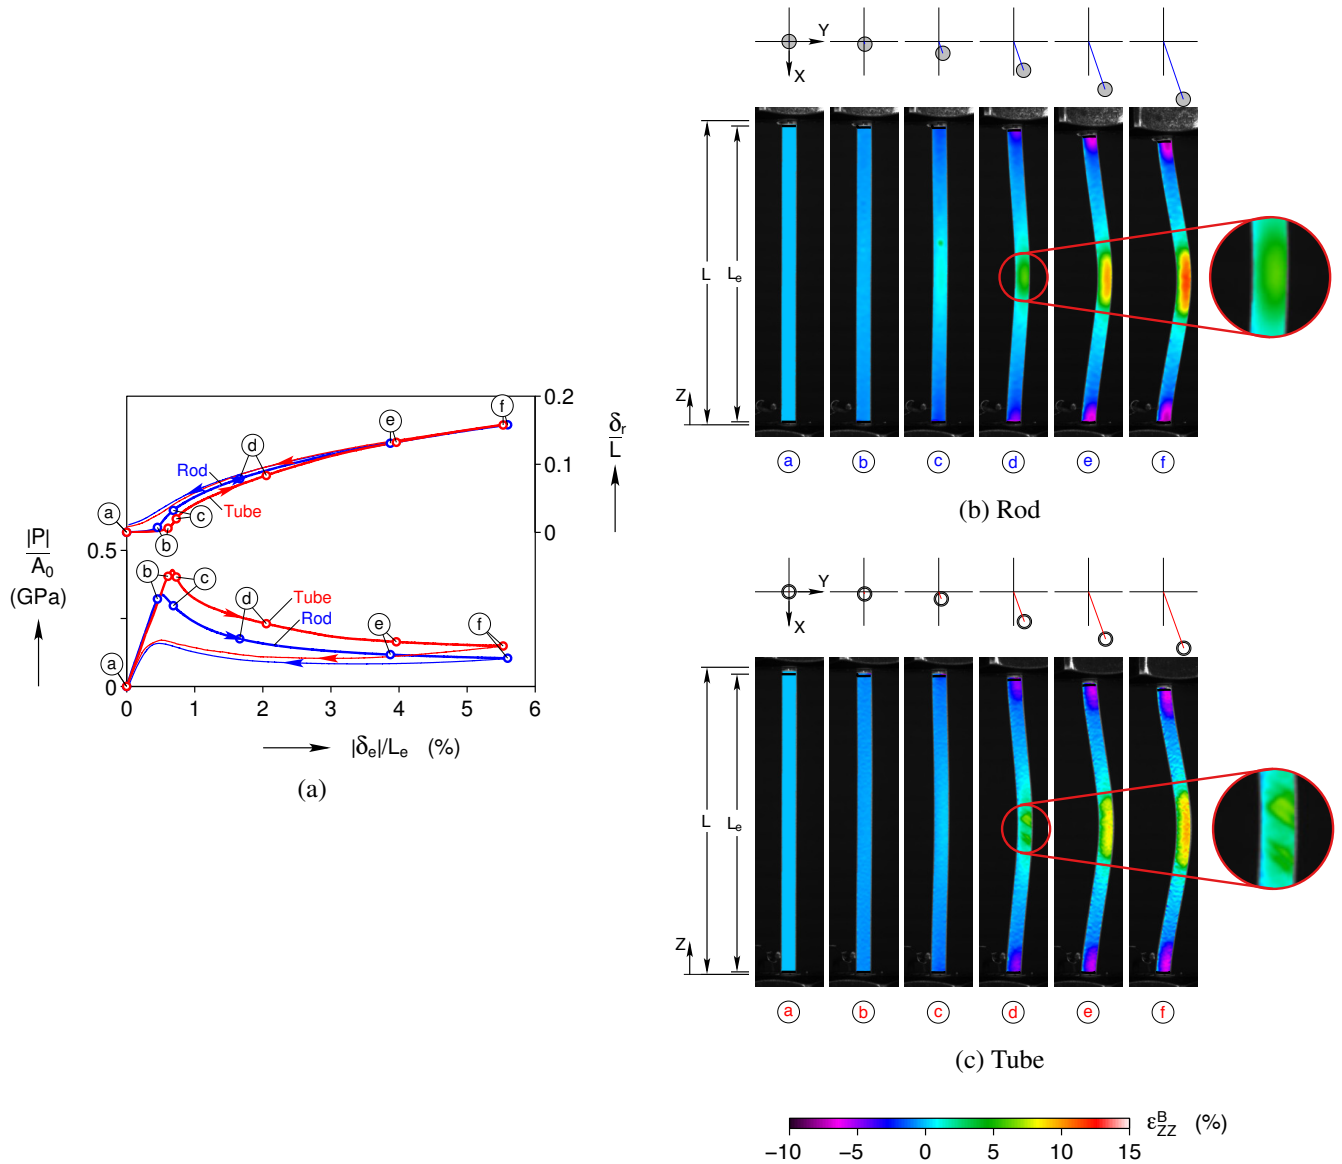 Y
X
L
Lₑ
Z
a b c d e f
(b) Rod
0.2
0.1
0
δᵣ
L
f
e
d
Rod
Tube
a
c
b
|P|
A₀
(GPa)
0.5
0
b
c
d
Tube
Rod
e
f
a
0 1 2 3 4 5 6
|δₑ|/Lₑ (%)
(a)
Y
X
L
Lₑ
Z
a b c d e f
(c) Tube
−10 −5 0 5 10 15
εᴮ_ZZ (%)